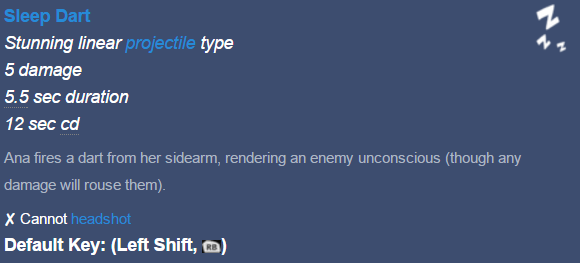 Sleep Dart
Stunning linear projectile type
5 damage
5.5 sec duration
12 sec cd
Ana fires a dart from her sidearm, rendering an enemy unconscious (though any
damage will rouse them).
✗ Cannot headshot
Default Key: (Left Shift, RB)
Z
Z
Z